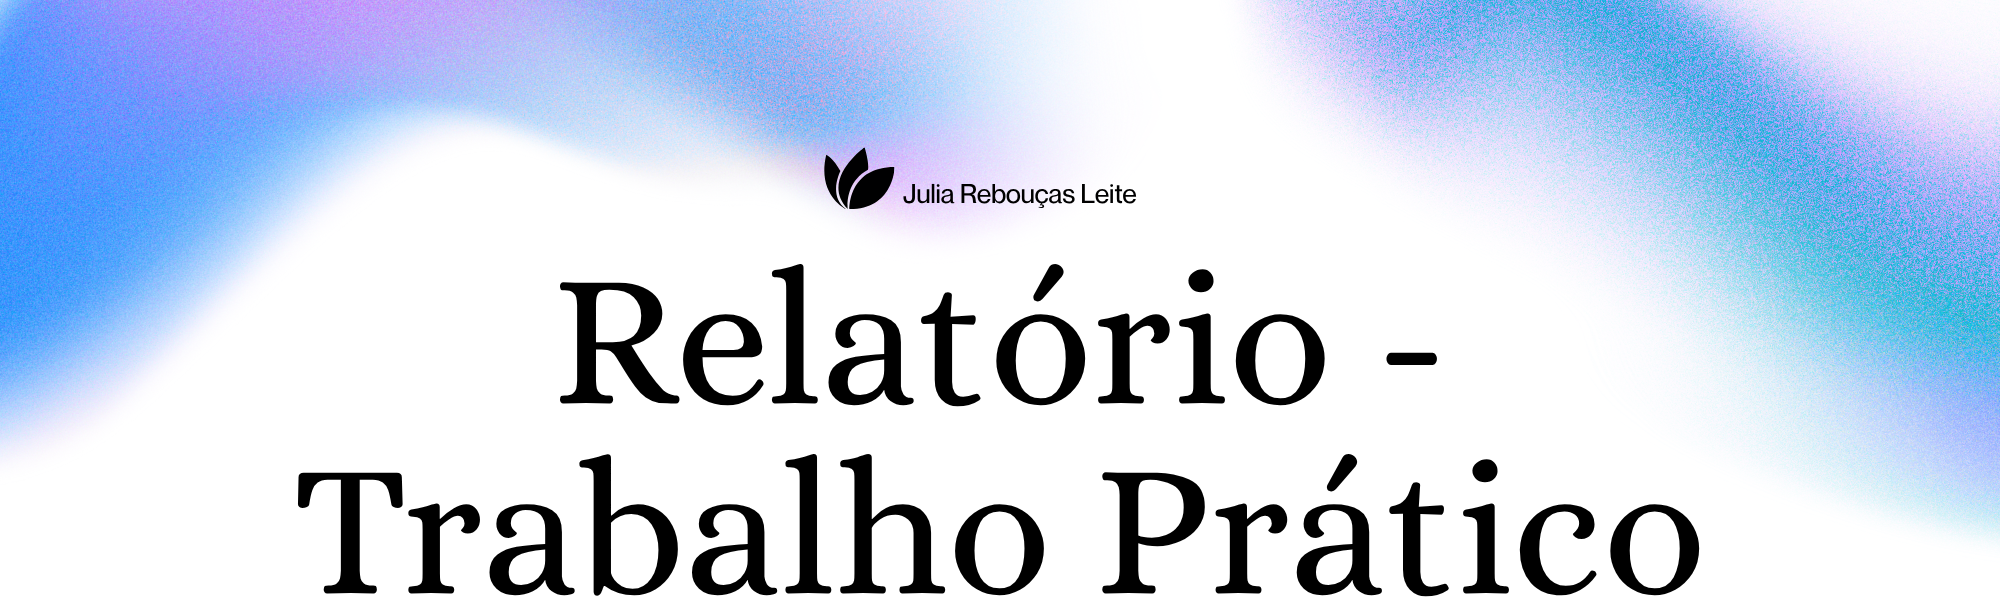 Julia Rebouças Leite
Relatório -
Trabalho Prático